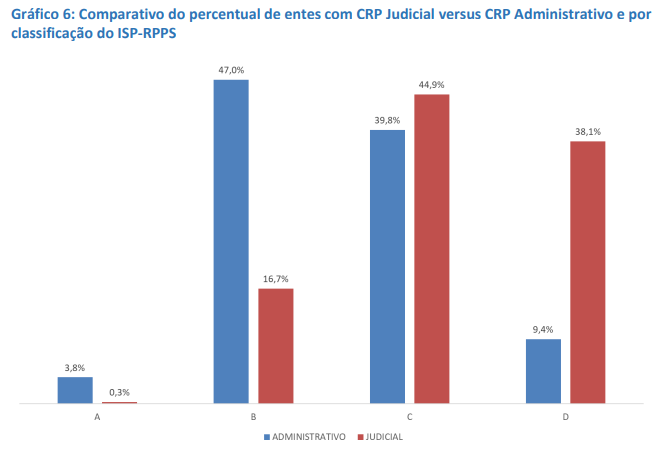 Gráfico 6: Comparativo do percentual de entes com CRP Judicial versus CRP Administrativo e por
classificação do ISP-RPPS
47,0%
44,9%
39,8%
38,1%
16,7%
9,4%
3,8%
0,3%
A B C D
ADMINISTRATIVO JUDICIAL